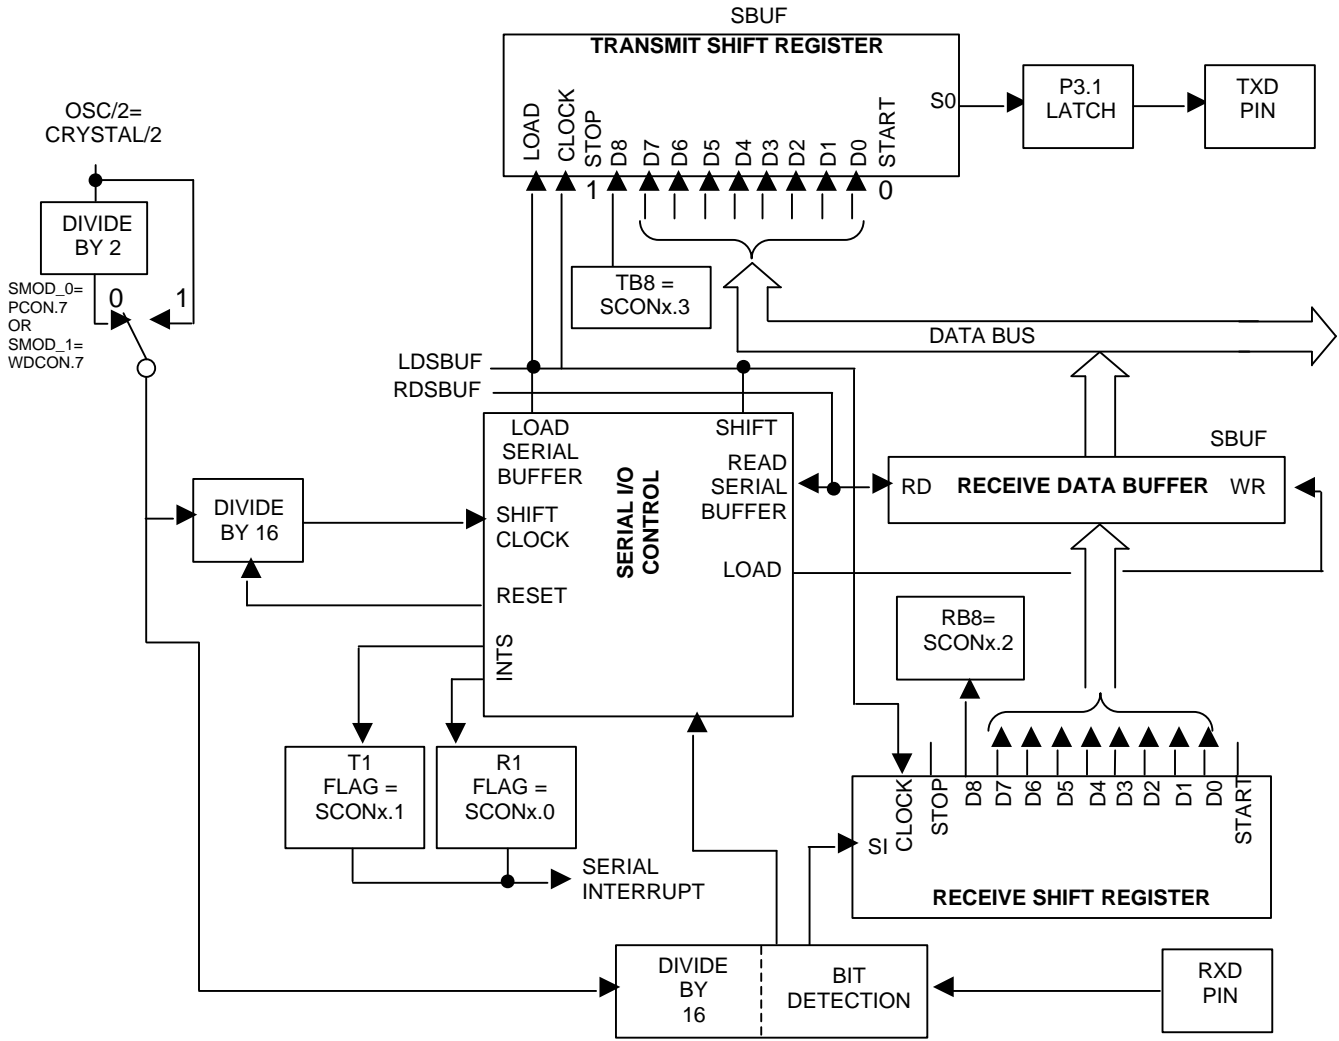 SBUF
TRANSMIT SHIFT REGISTER
LOAD
CLOCK
STOP
1
D8
D7
D6
D5
D4
D3
D2
D1
D0
START
0
S0
P3.1
LATCH
TXD
PIN
OSC/2=
CRYSTAL/2
DIVIDE
BY 2
SMOD_0=
PCON.7
OR
SMOD_1=
WDCON.7
0
1
TB8 =
SCONx.3
DATA BUS
LDSBUF
RDSBUF
LOAD
SERIAL
BUFFER
SHIFT
READ
SERIAL
BUFFER
SERIAL I/O
CONTROL
SHIFT
CLOCK
LOAD
RESET
INTS
DIVIDE
BY 16
SBUF
RD
RECEIVE DATA BUFFER
WR
RB8=
SCONx.2
T1
FLAG =
SCONx.1
R1
FLAG =
SCONx.0
SERIAL
INTERRUPT
SI
CLOCK
STOP
D8
D7
D6
D5
D4
D3
D2
D1
D0
START
RECEIVE SHIFT REGISTER
DIVIDE
BY
16
BIT
DETECTION
RXD
PIN